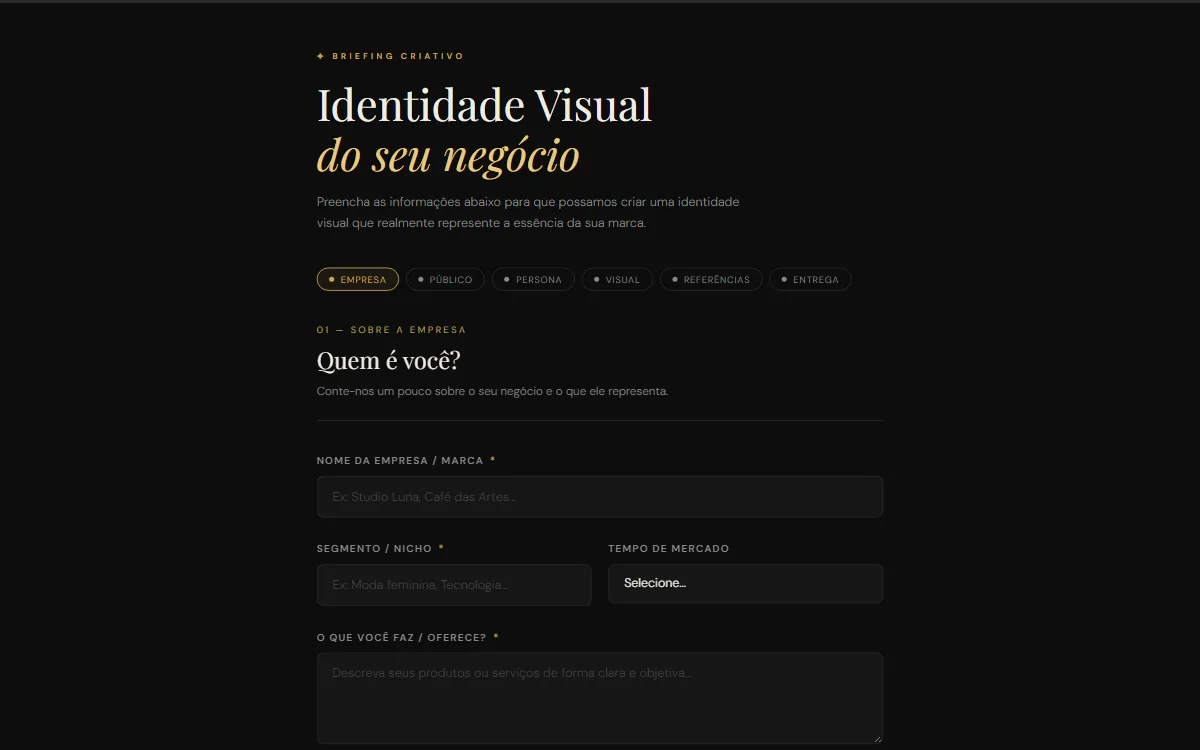 ✦ BRIEFING CRIATIVO
Identidade Visual
do seu negócio
Preencha as informações abaixo para que possamos criar uma identidade
visual que realmente represente a essência da sua marca.
EMPRESA
PÚBLICO
PERSONA
VISUAL
REFERÊNCIAS
ENTREGA
01 — SOBRE A EMPRESA
Quem é você?
Conte-nos um pouco sobre o seu negócio e o que ele representa.
NOME DA EMPRESA / MARCA *
Ex: Studio Luna, Café das Artes...
SEGMENTO / NICHO *
Ex: Moda feminina, Tecnologia...
TEMPO DE MERCADO
Selecione...
O QUE VOCÊ FAZ / OFERECE? *
Descreva seus produtos ou serviços de forma clara e objetiva...